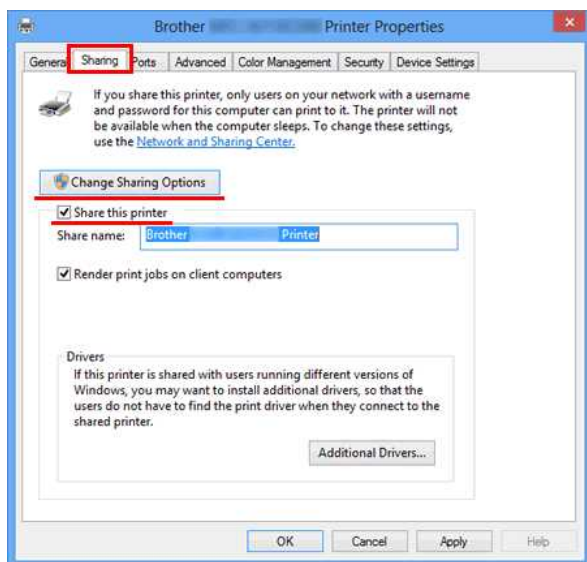 Brother Printer Properties
General Sharing Ports Advanced Color Management Security Device Settings
If you share this printer, only users on your network with a username
and password for this computer can print to it. The printer will not
be available when the computer sleeps. To change these settings,
use the Network and Sharing Center.
Change Sharing Options
Share this printer
Share name: Brother Printer
Render print jobs on client computers
Drivers
If this printer is shared with users running different versions of
Windows, you may want to install additional drivers, so that the
users do not have to find the print driver when they connect to the
shared printer.
Additional Drivers...
OK Cancel Apply Help